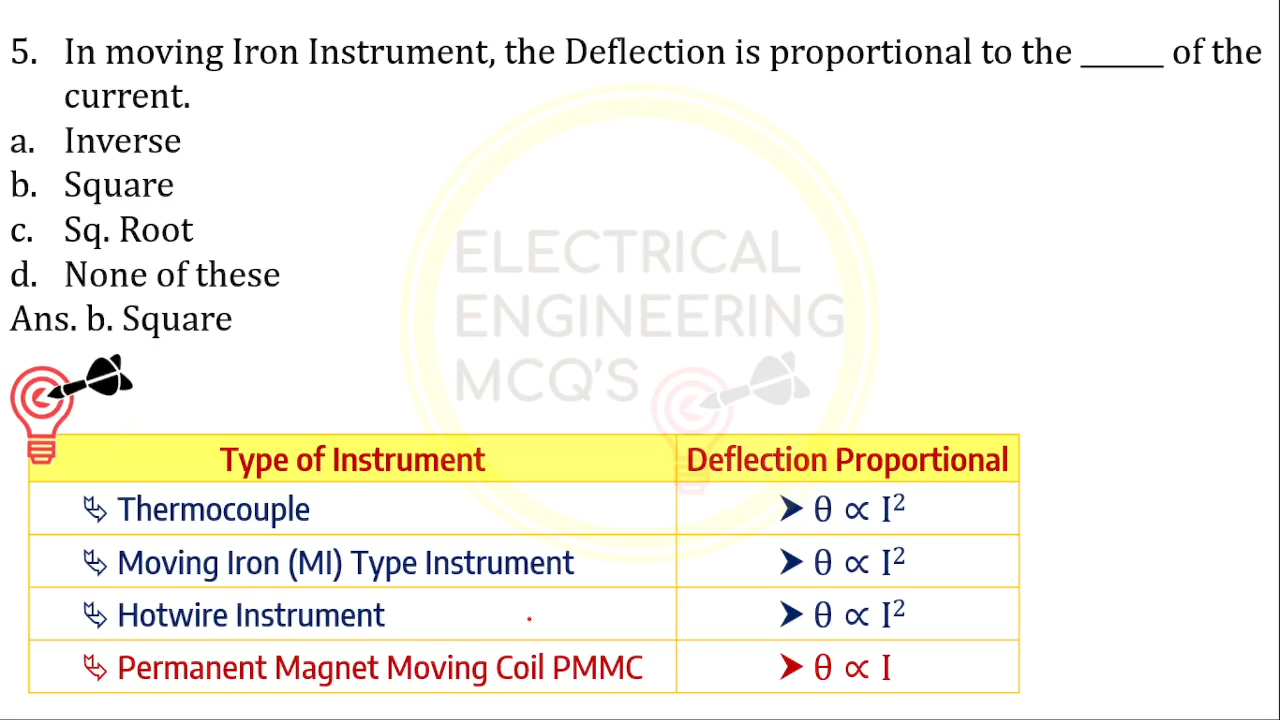 5. In moving Iron Instrument, the Deflection is proportional to the ______ of the
current.
a. Inverse
b. Square
c. Sq. Root
d. None of these
Ans. b. Square
ELECTRICAL
ENGINEERING
MCQ'S
Type of Instrument Deflection Proportional
Thermocouple ➤ θ ∝ I²
Moving Iron (MI) Type Instrument ➤ θ ∝ I²
Hotwire Instrument ➤ θ ∝ I²
Permanent Magnet Moving Coil PMMC ➤ θ ∝ I